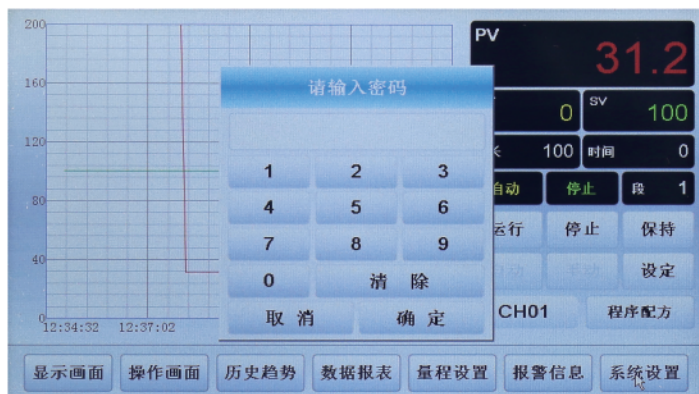 200
160
120
80
40
0
12:34:32 12:37:02
请输入密码
1 2 3
4 5 6
7 8 9
0 清 除
取 消 确 定
PV
31.2
0 SV 100
100 时间 0
自动 停止 段 1
运行 停止 保持
设定
CH01 程序配方
显示画面 操作画面 历史趋势 数据报表 量程设置 报警信息 系统设置